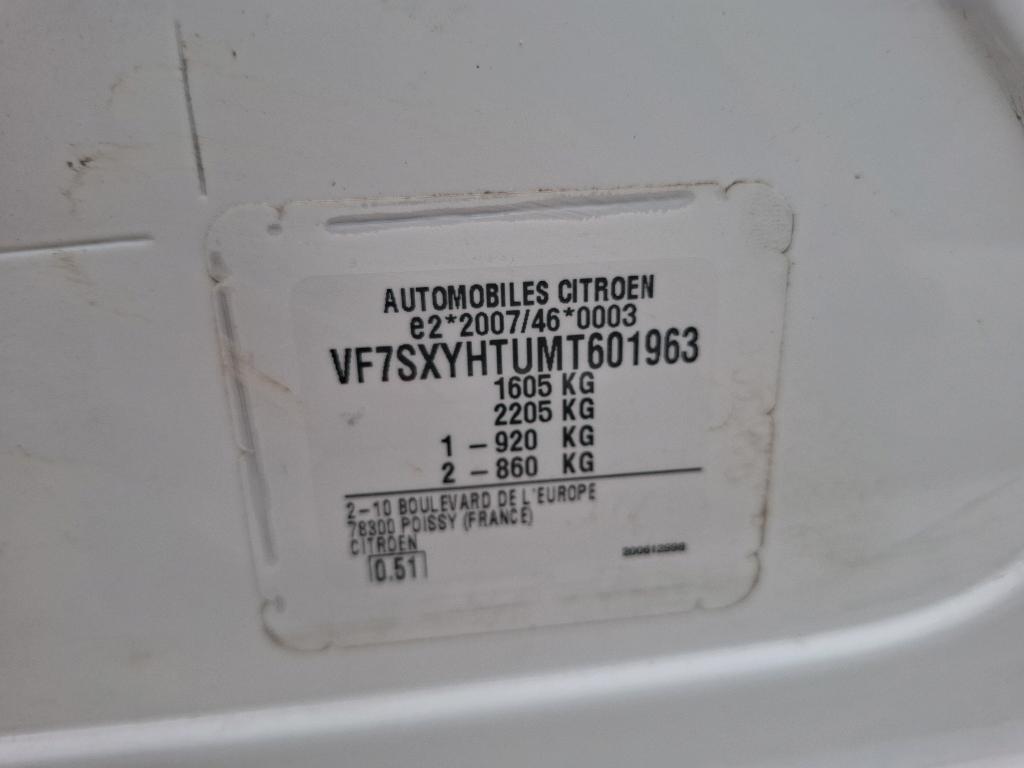 AUTOMOBILES CITROEN
e2*2007/46*0003
VF7SXYHTUMT601963
1605 KG
2205 KG
1 - 920 KG
2 - 860 KG
2-10 BOULEVARD DE L'EUROPE
78300 POISSY (FRANCE)
CITROEN
0.51